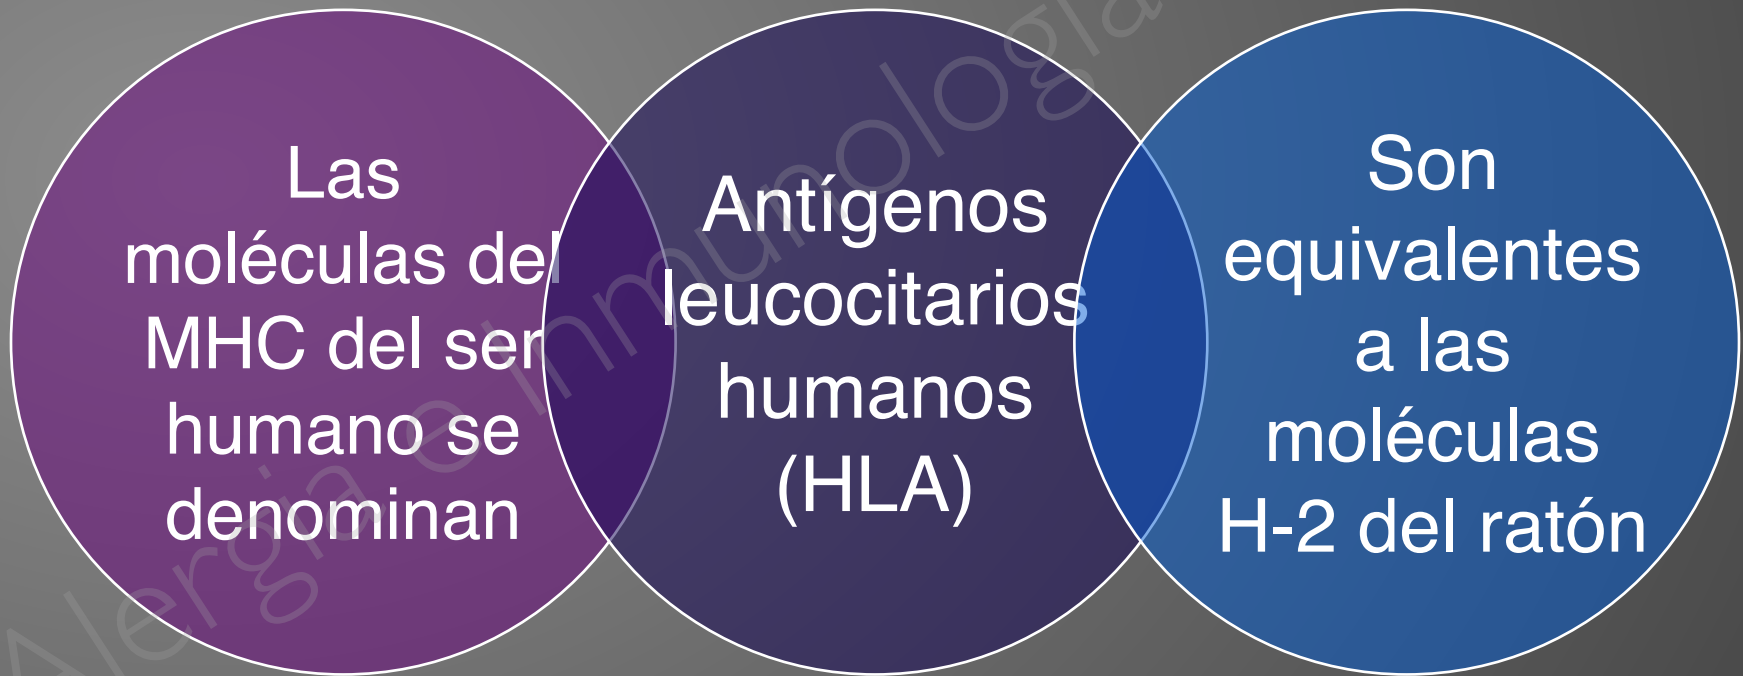 Las
moléculas del
MHC del ser
humano se
denominan
Antígenos
leucocitarios
humanos
(HLA)
Son
equivalentes
a las
moléculas
H-2 del ratón
Alergia e Inmunología